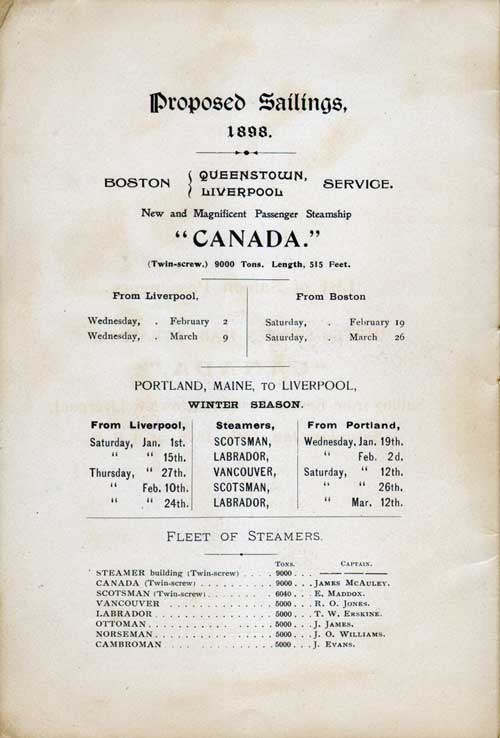 Proposed Sailings,
1898.
BOSTON { QUEENSTOWN, LIVERPOOL SERVICE.
New and Magnificent Passenger Steamship
"CANADA."
(Twin-screw.) 9000 Tons. Length, 515 Feet.
From Liverpool, From Boston
Wednesday, . February 2 Saturday, . February 19
Wednesday, . March 9 Saturday, . March 26
PORTLAND, MAINE, TO LIVERPOOL,
WINTER SEASON.
From Liverpool, Steamers, From Portland,
Saturday, Jan. 1st. SCOTSMAN, Wednesday, Jan. 19th.
" " 15th. LABRADOR, " Feb. 2d.
Thursday, " 27th. VANCOUVER, Saturday, " 12th.
" Feb. 10th. SCOTSMAN, " " 26th.
" " 24th. LABRADOR, " Mar. 12th.
FLEET OF STEAMERS.
TONS. CAPTAIN.
STEAMER building (Twin-screw) . . . . 9000 . — — — —
CANADA (Twin-screw) . . . . . . . . . 9000 . . JAMES MCAULEY.
SCOTSMAN (Twin-screw) . . . . . . . . 6040 . . E. MADDOX.
VANCOUVER . . . . . . . . . . . . . 5000 . . R. O. JONES.
LABRADOR . . . . . . . . . . . . . . 5000 . . T. W. ERSKINE.
OTTOMAN . . . . . . . . . . . . . . 5000 . . J. JAMES.
NORSEMAN . . . . . . . . . . . . . . 5000 . . J. O. WILLIAMS.
CAMBROMAN . . . . . . . . . . . . . 5000 . . J. EVANS.